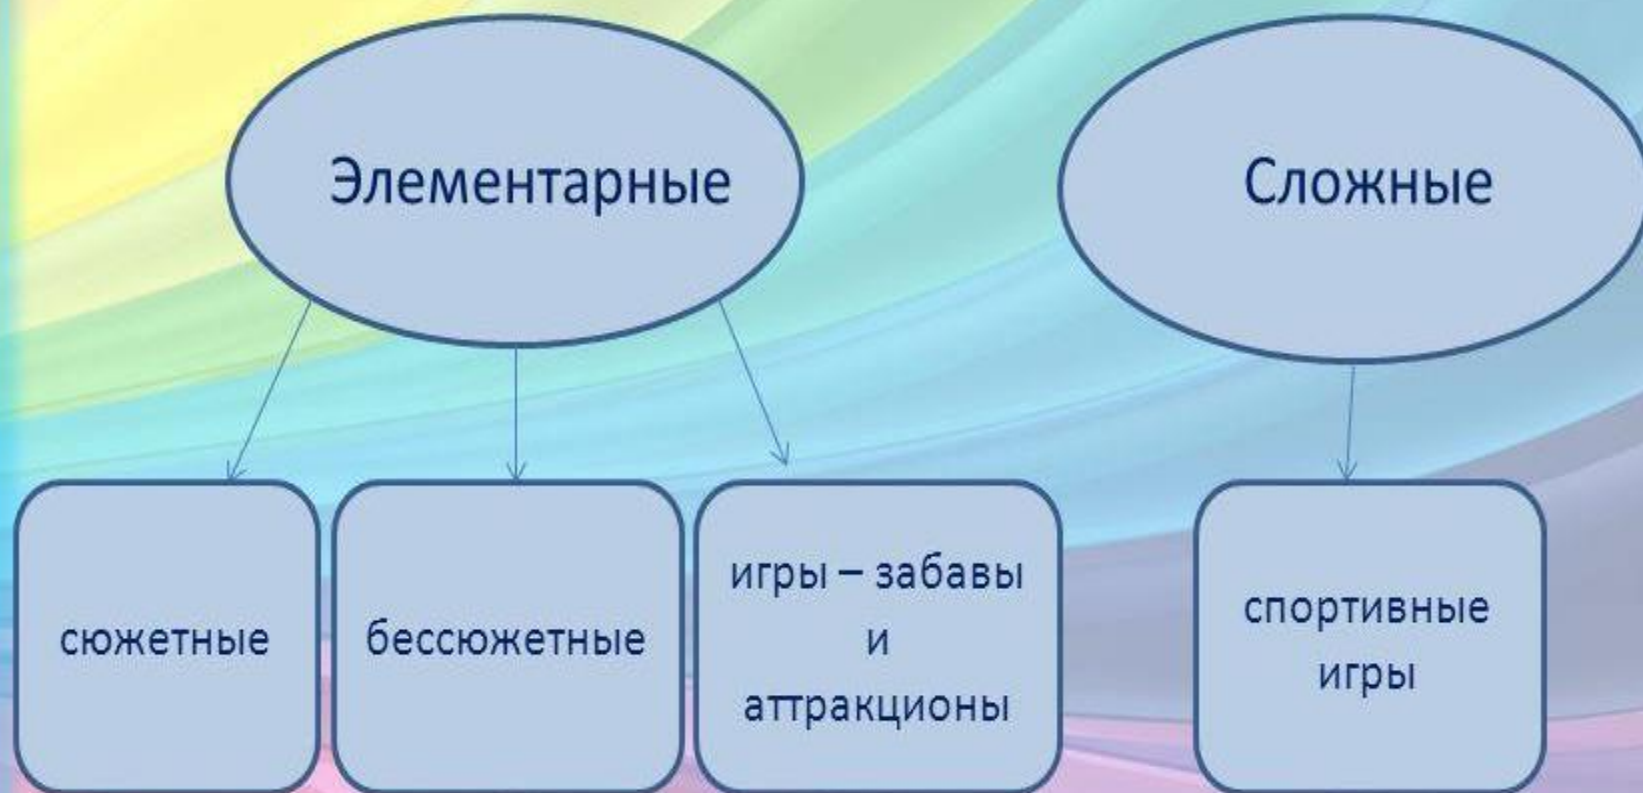 Элементарные
Сложные
сюжетные
бессюжетные
игры – забавы
и
аттракционы
спортивные
игры